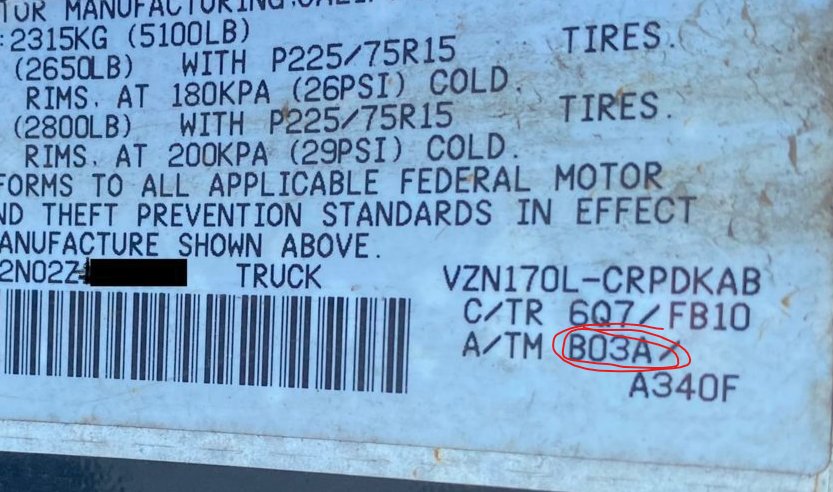 TOR MANUFACTURING,
:2315KG (5100LB)
(2650LB) WITH P225/75R15 TIRES.
RIMS. AT 180KPA (26PSI) COLD.
(2800LB) WITH P225/75R15 TIRES.
RIMS. AT 200KPA (29PSI) COLD.
FORMS TO ALL APPLICABLE FEDERAL MOTOR
ND THEFT PREVENTION STANDARDS IN EFFECT
ANUFACTURE SHOWN ABOVE.
2N02Z TRUCK VZN170L-CRPDKAB
C/TR 6Q7/FB10
A/TM B03A/
A340F